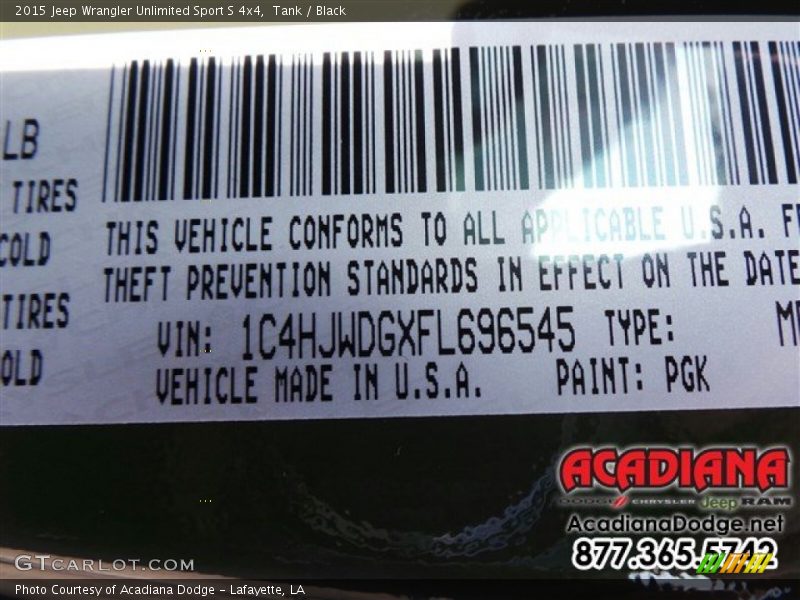 2015 Jeep Wrangler Unlimited Sport S 4x4,  Tank / Black
LB
TIRES
COLD
TIRES
OLD
THIS VEHICLE CONFORMS TO ALL APPLICABLE U.S.A. F
THEFT PREVENTION STANDARDS IN EFFECT ON THE DATE
VIN: 1C4HJWDGXFL696545 TYPE: MP
VEHICLE MADE IN U.S.A. PAINT: PGK
ACADIANA
DODGE CHRYSLER Jeep RAM
AcadianaDodge.net
877.365.5742
GTCARLOT.COM
Photo Courtesy of Acadiana Dodge - Lafayette, LA